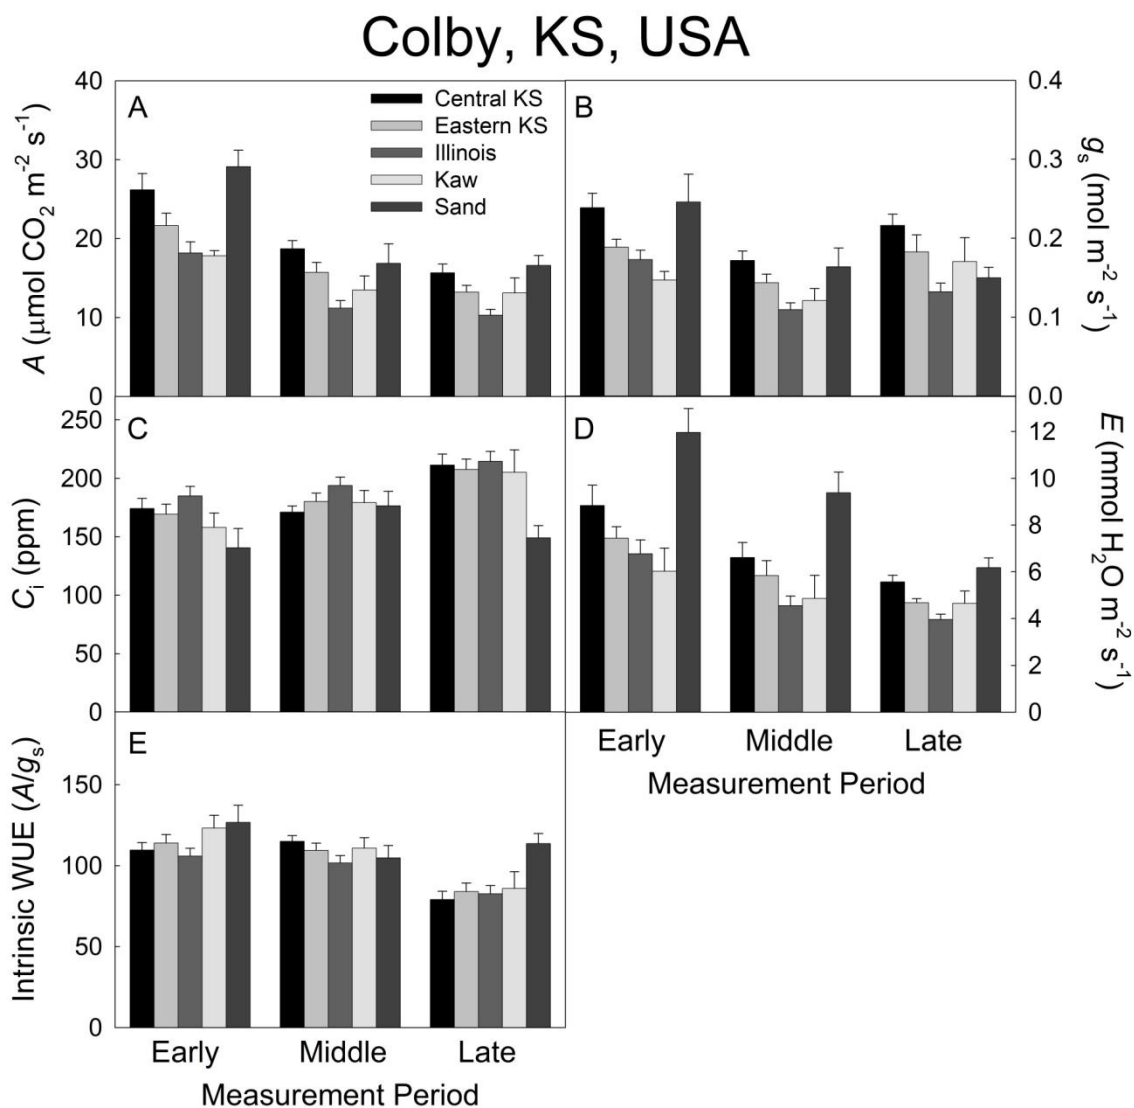 Colby, KS, USA
A
Central KS
Eastern KS
Illinois
Kaw
Sand
40
30
20
10
0
A (μmol CO₂ m⁻² s⁻¹)
B
0.4
0.3
0.2
0.1
0.0
gₛ (mol m⁻² s⁻¹)
C
250
200
150
100
50
0
Cᵢ (ppm)
D
12
10
8
6
4
2
0
E (mmol H₂O m⁻² s⁻¹)
Early Middle Late
Measurement Period
E
150
100
50
0
Intrinsic WUE (A/gₛ)
Early Middle Late
Measurement Period